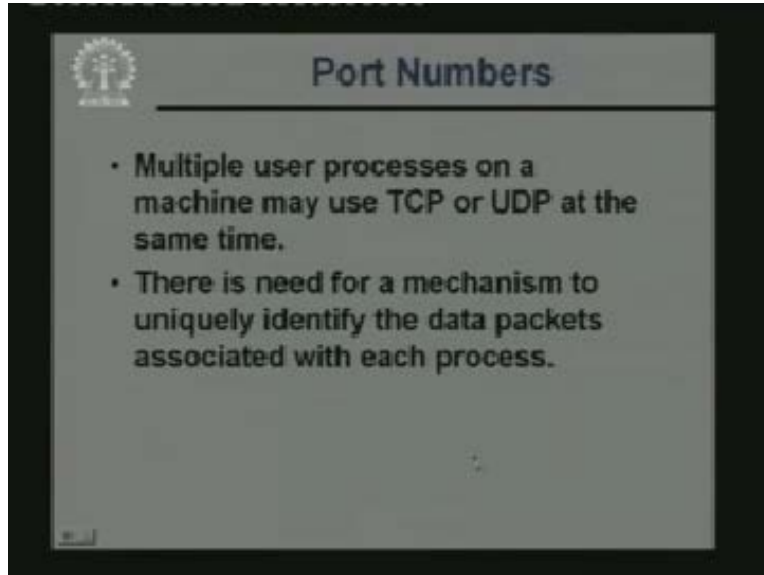 Port Numbers
• Multiple user processes on a
machine may use TCP or UDP at the
same time.
• There is need for a mechanism to
uniquely identify the data packets
associated with each process.